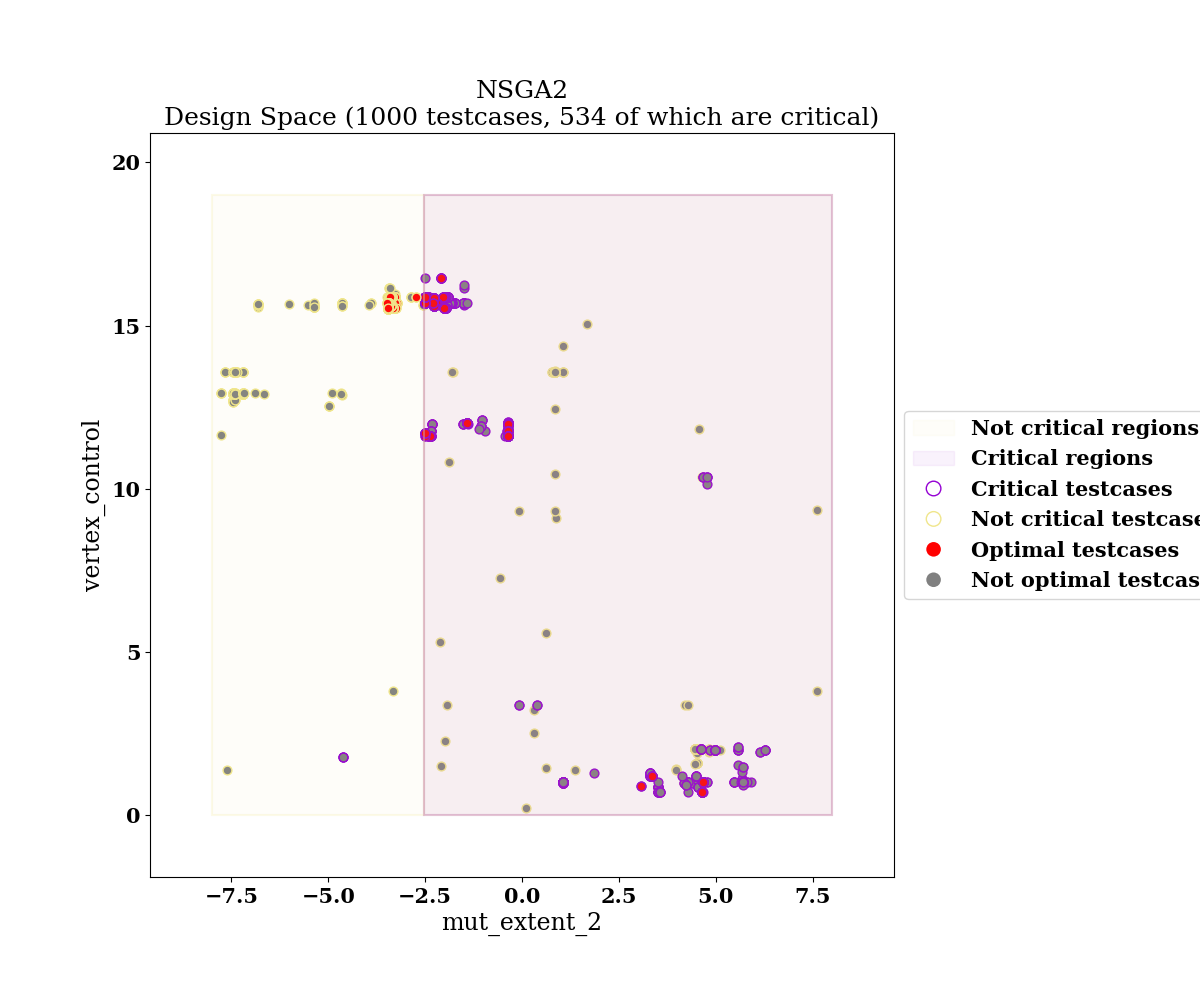 NSGA2
Design Space (1000 testcases, 534 of which are critical)
20
15
10
5
0
vertex_control
−7.5
−5.0
−2.5
0.0
2.5
5.0
7.5
mut_extent_2
Not critical regions
Critical regions
Critical testcases
Not critical testcase
Optimal testcases
Not optimal testcas